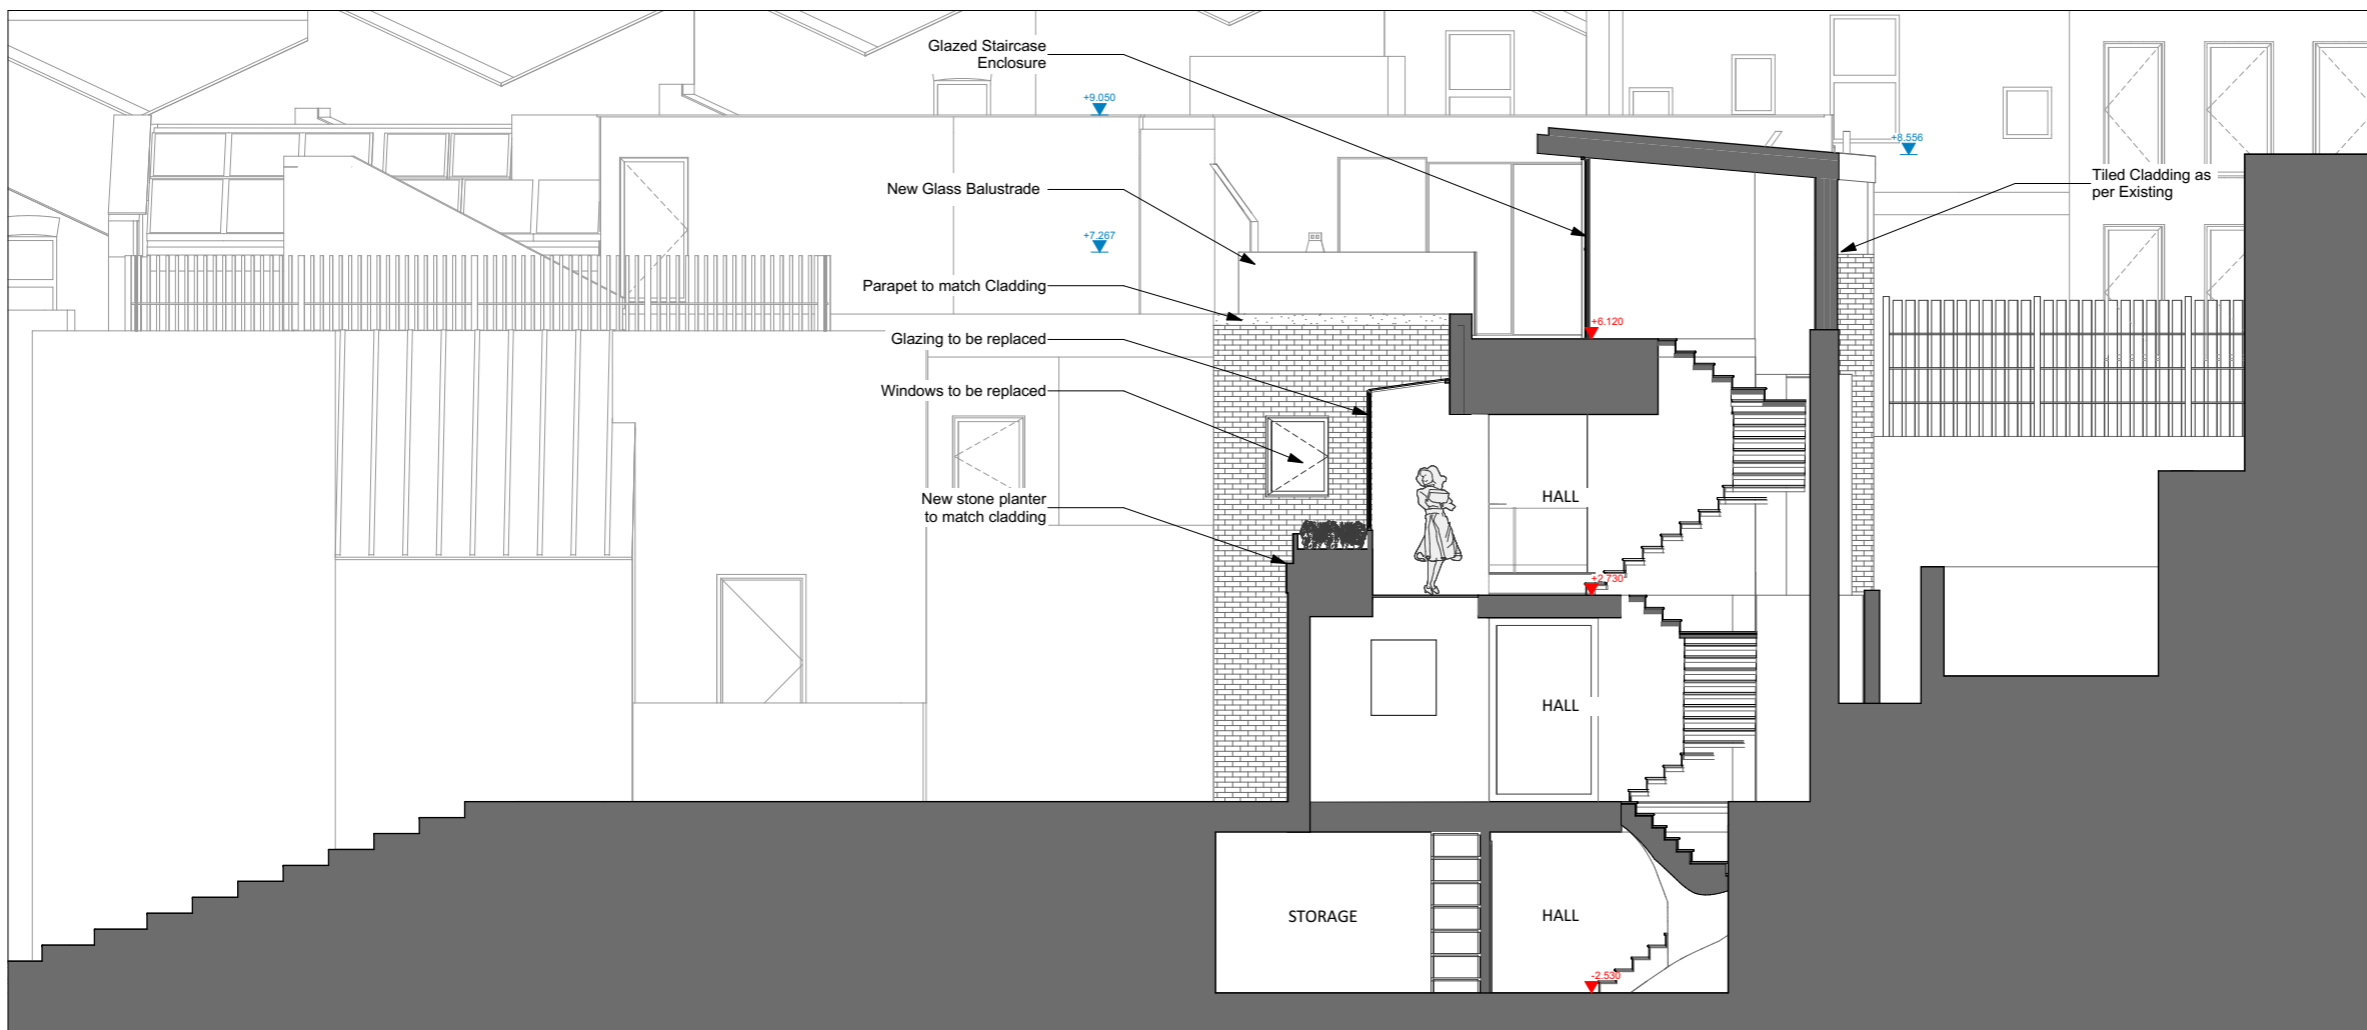 Glazed Staircase
Enclosure
+9.050
+8.556
Tiled Cladding as
per Existing
New Glass Balustrade
+7.267
Parapet to match Cladding
+6.120
Glazing to be replaced
Windows to be replaced
New stone planter
to match cladding
HALL
+2.730
HALL
STORAGE
HALL
-2.530